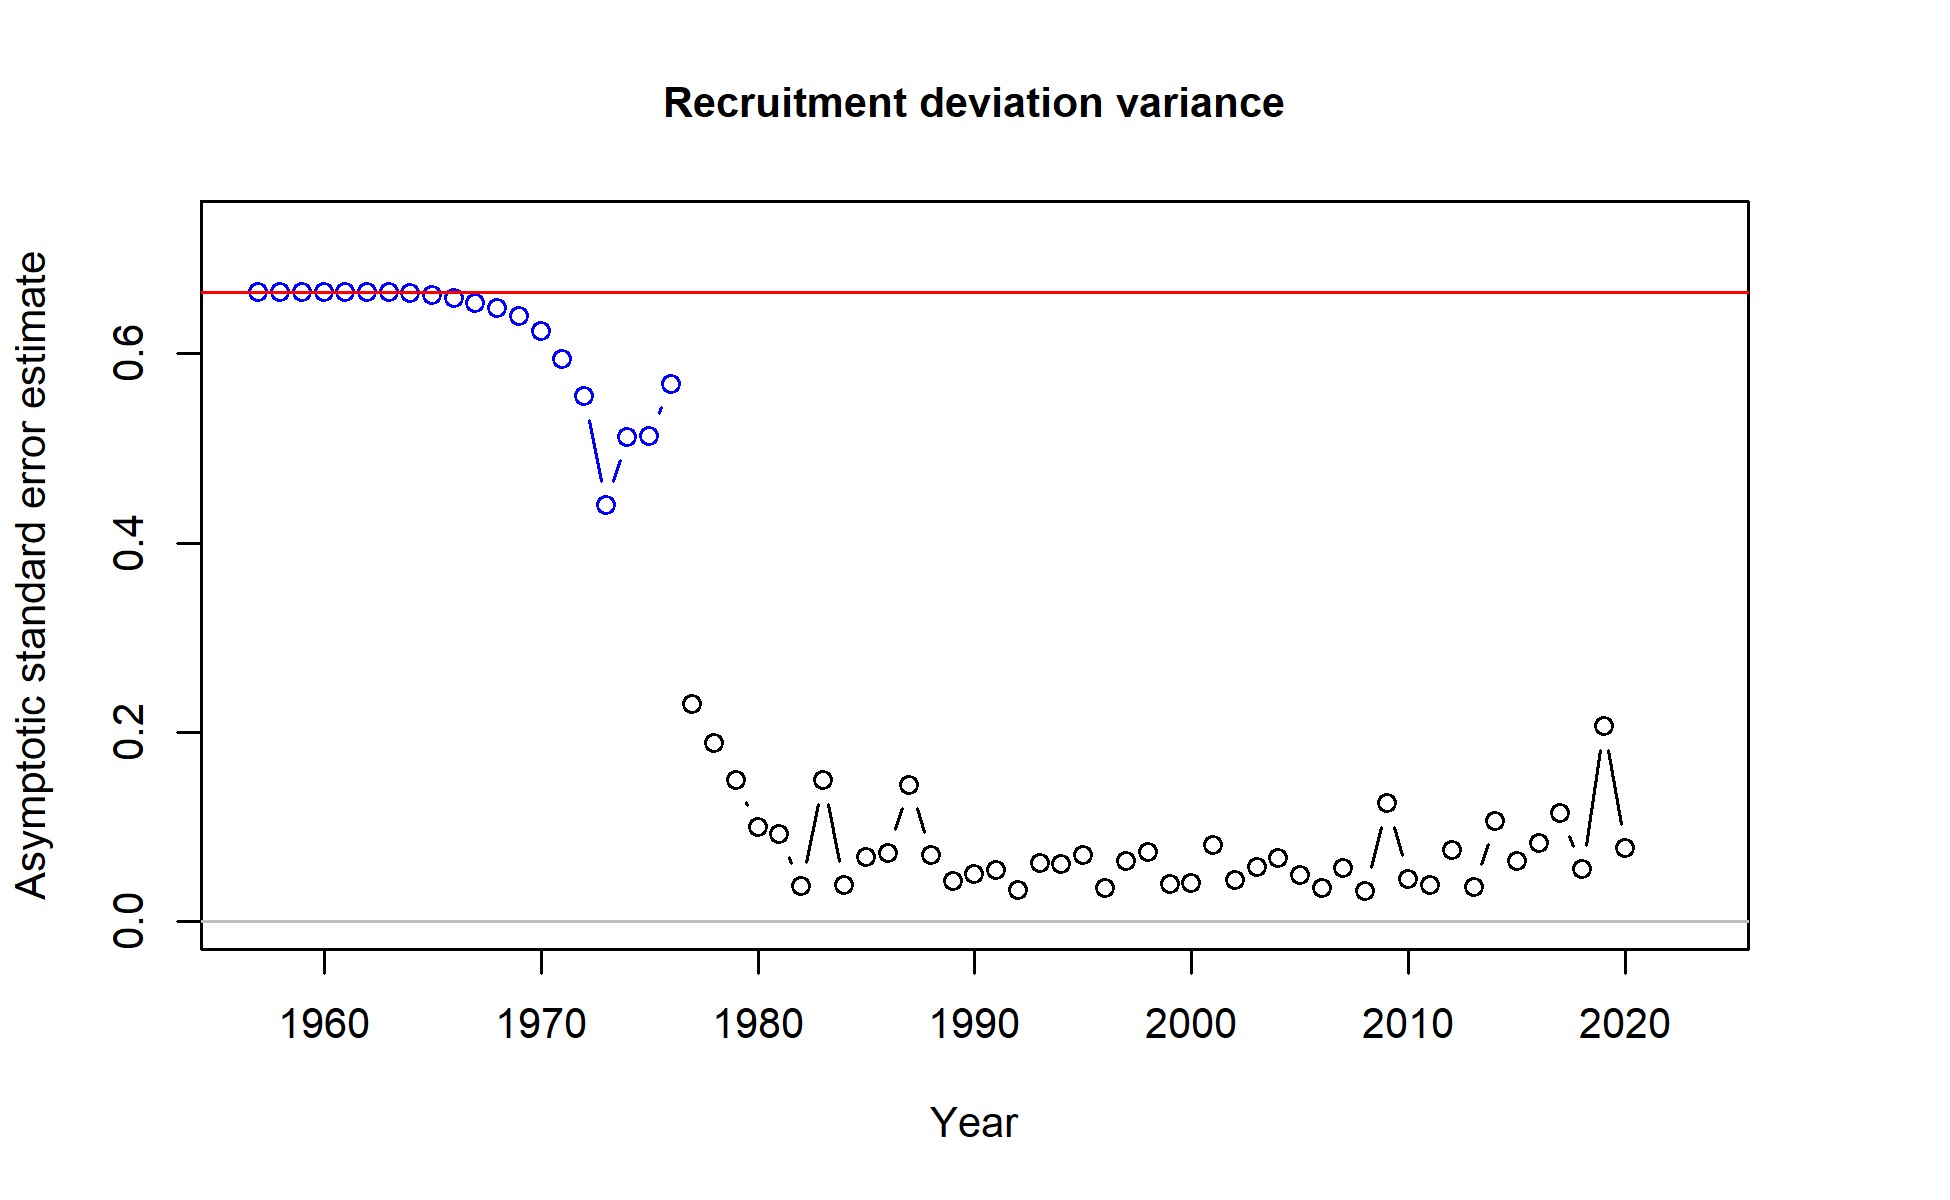 Recruitment deviation variance
Asymptotic standard error estimate
0.6
0.4
0.2
0.0
1960 1970 1980 1990 2000 2010 2020
Year